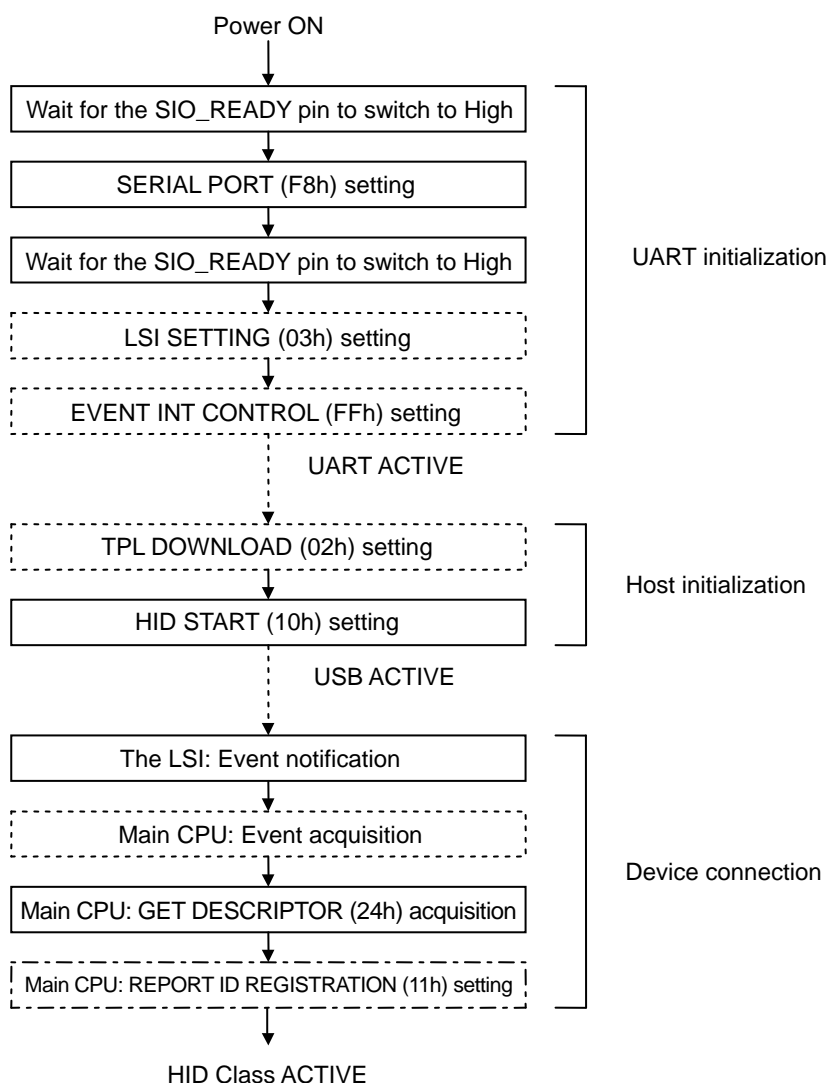 Power ON
Wait for the SIO_READY pin to switch to High
SERIAL PORT (F8h) setting
Wait for the SIO_READY pin to switch to High
UART initialization
LSI SETTING (03h) setting
EVENT INT CONTROL (FFh) setting
UART ACTIVE
TPL DOWNLOAD (02h) setting
Host initialization
HID START (10h) setting
USB ACTIVE
The LSI: Event notification
Main CPU: Event acquisition
Device connection
Main CPU: GET DESCRIPTOR (24h) acquisition
Main CPU: REPORT ID REGISTRATION (11h) setting
HID Class ACTIVE